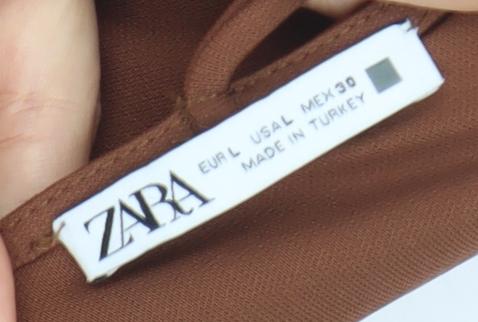 ZARA
EUR L USA L MEX 30
MADE IN TURKEY